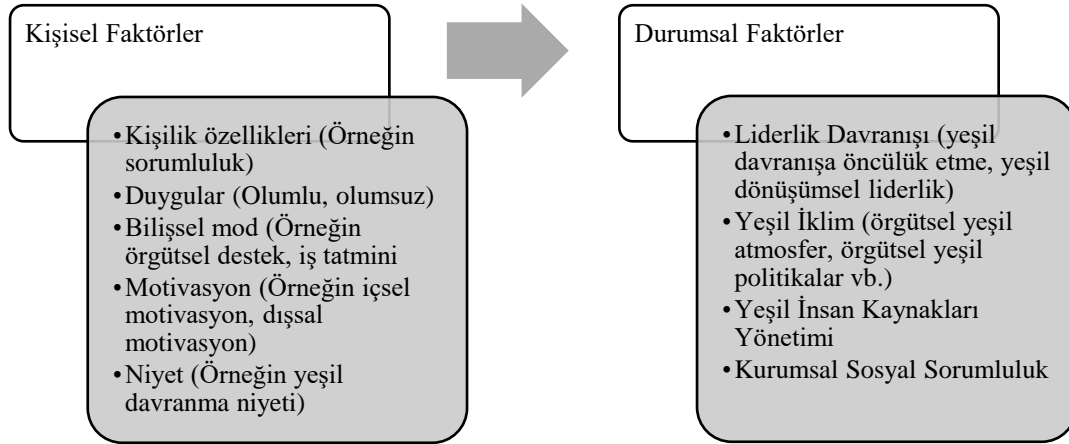 Kişisel Faktörler
•Kişilik özellikleri (Örneğin
sorumluluk)
•Duygular (Olumlu, olumsuz)
•Bilişsel mod (Örneğin
örgütsel destek, iş tatmini
•Motivasyon (Örneğin içsel
motivasyon, dışsal
motivasyon)
•Niyet (Örneğin yeşil
davranma niyeti)
Durumsal Faktörler
•Liderlik Davranışı (yeşil
davranışa öncülük etme, yeşil
dönüşümsel liderlik)
•Yeşil İklim (örgütsel yeşil
atmosfer, örgütsel yeşil
politikalar vb.)
•Yeşil İnsan Kaynakları
Yönetimi
•Kurumsal Sosyal Sorumluluk